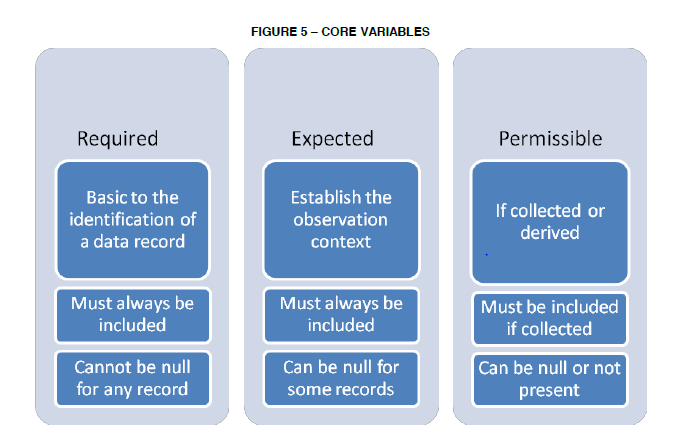 FIGURE 5 – CORE VARIABLES
Required
Basic to the
identification of
a data record
Must always be
included
Cannot be null
for any record
Expected
Establish the
observation
context
Must always be
included
Can be null for
some records
Permissible
If collected or
derived
Must be included
if collected
Can be null or not
present